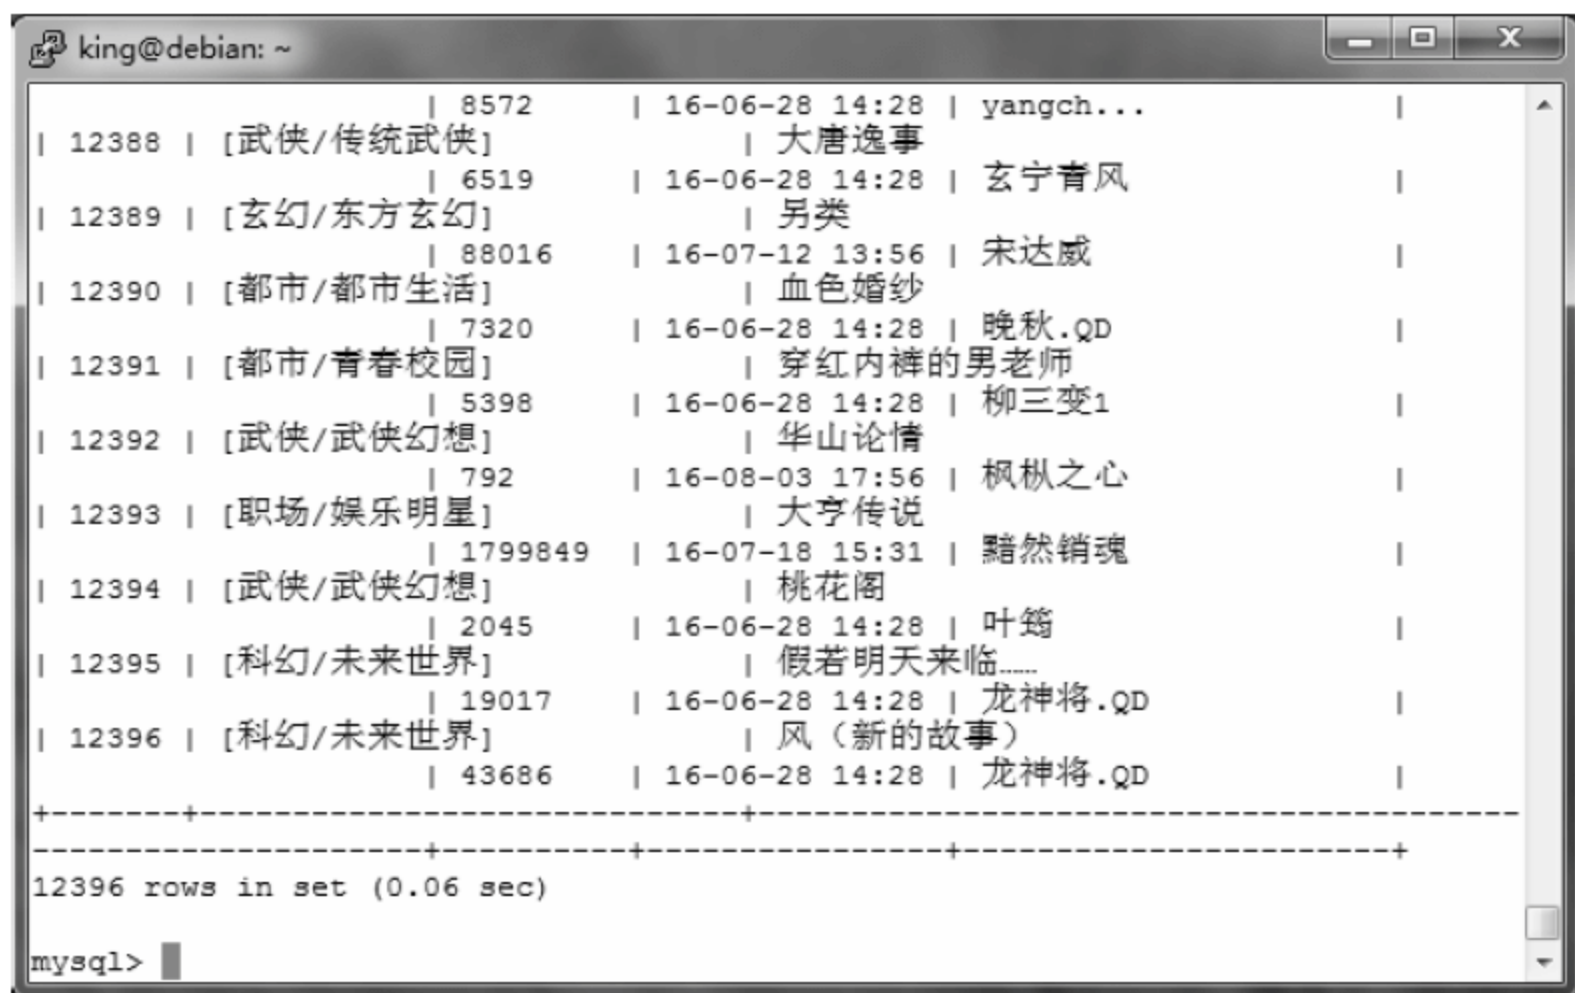 king@debian: ~
| 8572 | 16-06-28 14:28 | yangch... |
| 12388 | [武侠/传统武侠] | 大唐逸事
| 6519 | 16-06-28 14:28 | 玄宁青风 |
| 12389 | [玄幻/东方玄幻] | 另类
| 88016 | 16-07-12 13:56 | 宋达威 |
| 12390 | [都市/都市生活] | 血色婚纱
| 7320 | 16-06-28 14:28 | 晚秋.QD |
| 12391 | [都市/青春校园] | 穿红内裤的男老师
| 5398 | 16-06-28 14:28 | 柳三变1 |
| 12392 | [武侠/武侠幻想] | 华山论情
| 792 | 16-08-03 17:56 | 枫枞之心 |
| 12393 | [职场/娱乐明星] | 大亨传说
| 1799849 | 16-07-18 15:31 | 黯然销魂 |
| 12394 | [武侠/武侠幻想] | 桃花阁
| 2045 | 16-06-28 14:28 | 叶筠 |
| 12395 | [科幻/未来世界] | 假若明天来临……
| 19017 | 16-06-28 14:28 | 龙神将.QD |
| 12396 | [科幻/未来世界] | 风（新的故事）
| 43686 | 16-06-28 14:28 | 龙神将.QD |
+-------+-----------------------------+------------------------------------------
---------------------+----------+----------------+-----------------------+
12396 rows in set (0.06 sec)
mysql>